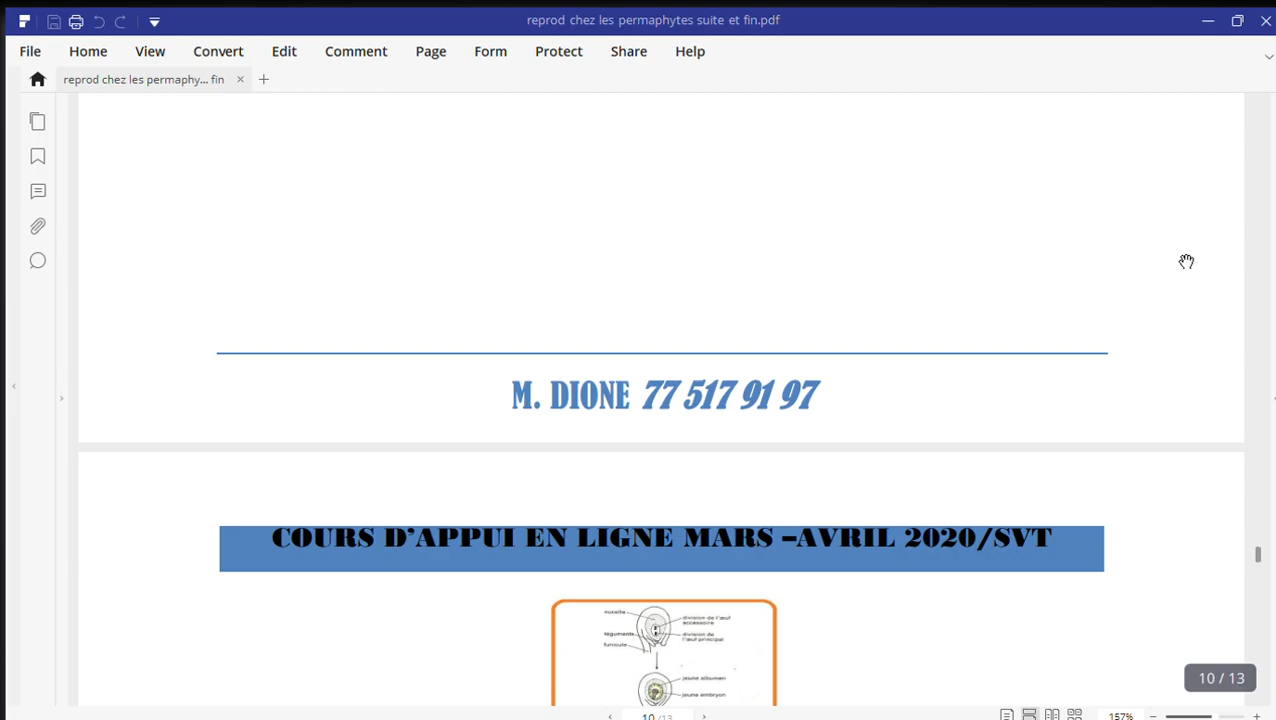 reprod chez les permaphytes suite et fin.pdf
File Home View Convert Edit Comment Page Form Protect Share Help
reprod chez les permaphy... fin
M. DIONE 77 517 91 97
COURS D'APPUI EN LIGNE MARS –AVRIL 2020/SVT
nucelle
division de l'œuf
accessoire
téguments
division de
l'œuf principal
funicule
jeune albumen
jeune embryon
10 / 13
10 /13
157%